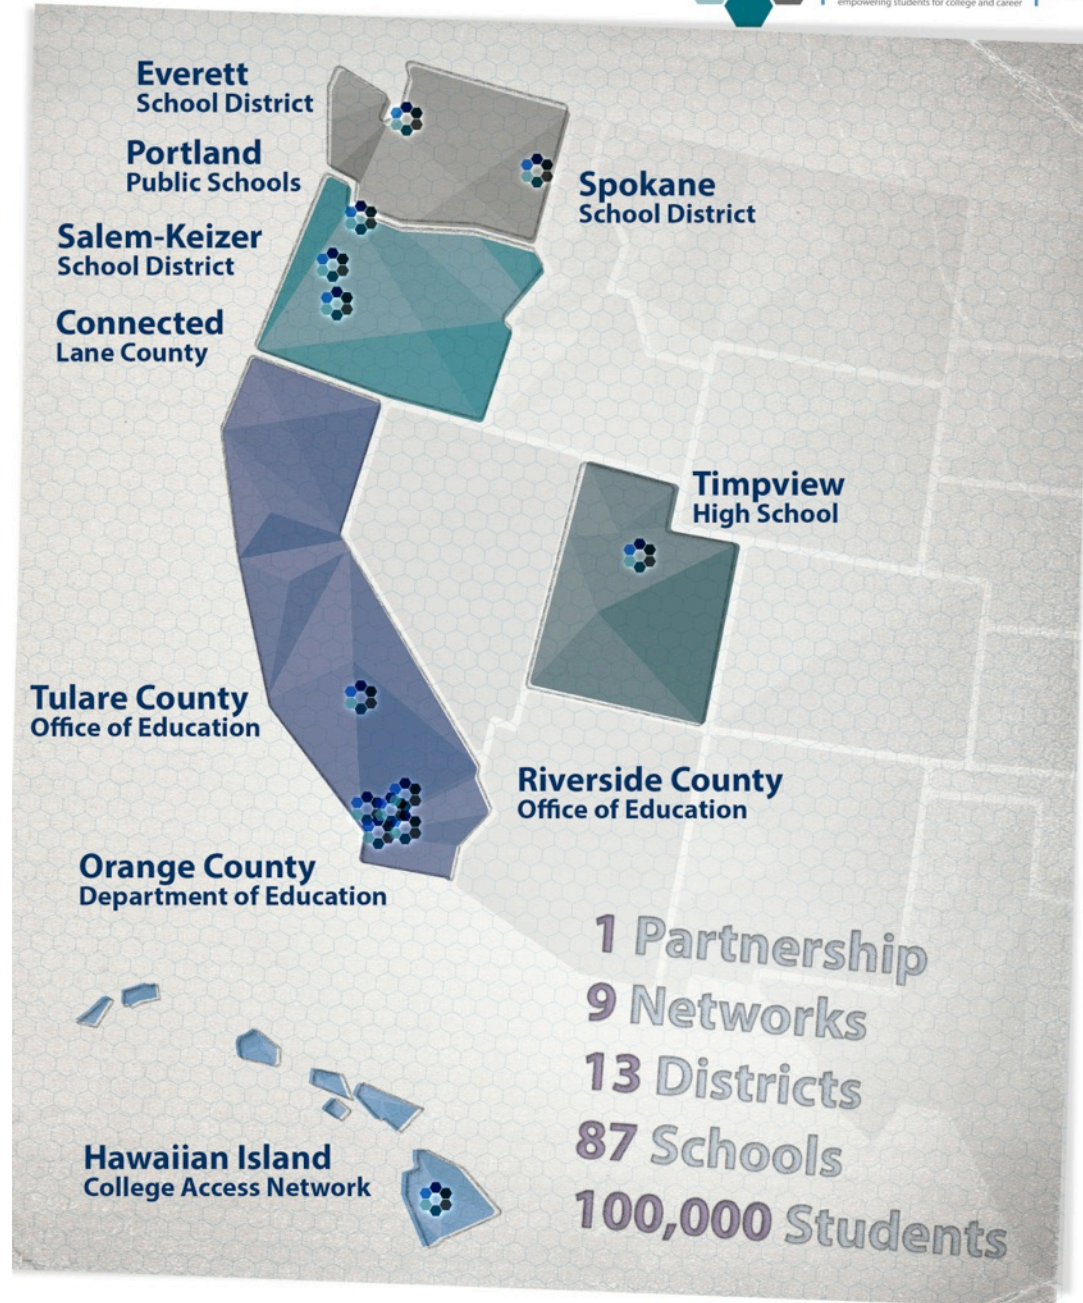 empowering students for college and career
Everett
School District
Portland
Public Schools
Spokane
School District
Salem-Keizer
School District
Connected
Lane County
Timpview
High School
Tulare County
Office of Education
Riverside County
Office of Education
Orange County
Department of Education
1 Partnership
9 Networks
13 Districts
87 Schools
100,000 Students
Hawaiian Island
College Access Network